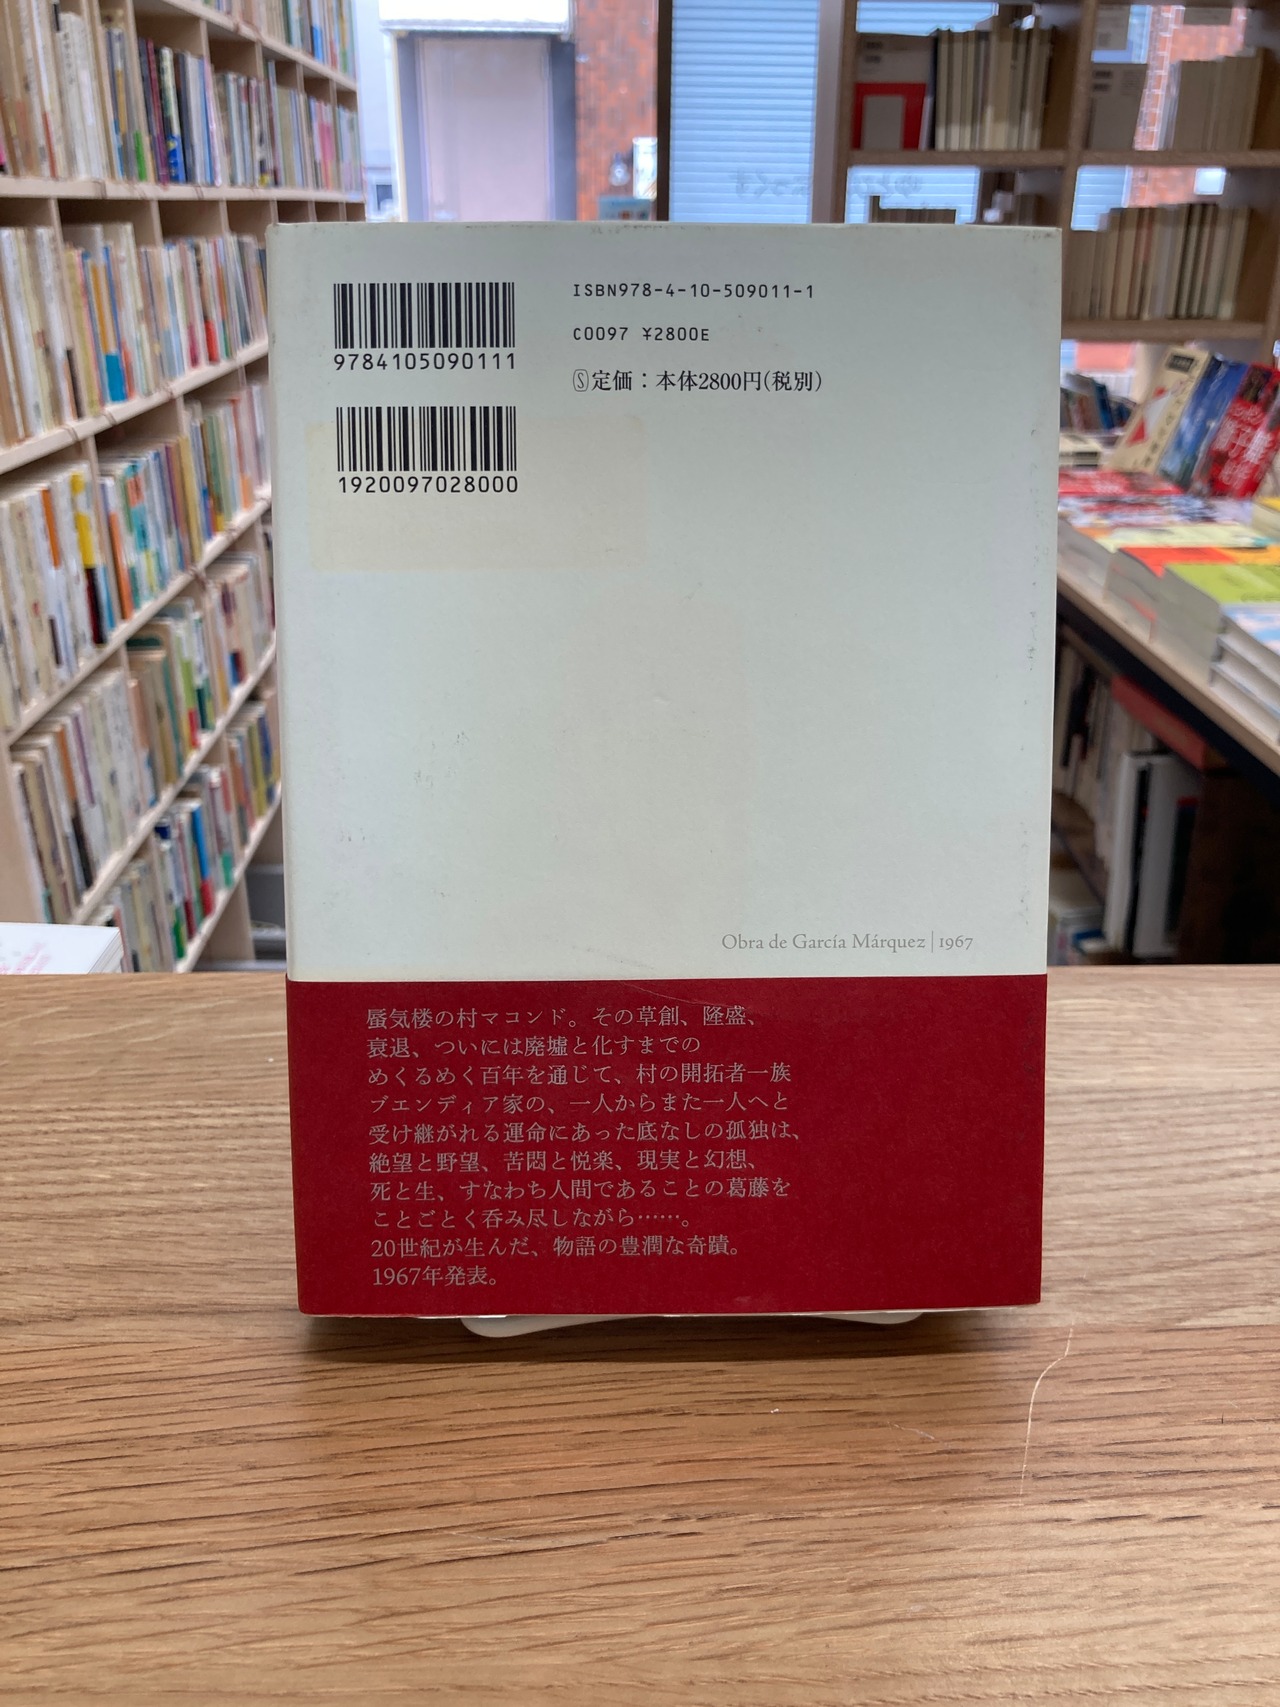 ISBN978-4-10-509011-1
C0097 ¥2800E
Ⓢ定価：本体2800円(税別)
9784105090111
1920097028000
Obra de García Márquez | 1967
蜃気楼の村マコンド。その草創、隆盛、
衰退、ついには廃墟と化すまでの
めくるめく百年を通じて、村の開拓者一族
ブエンディア家の、一人からまた一人へと
受け継がれる運命にあった底なしの孤独は、
絶望と野望、苦悶と悦楽、現実と幻想、
死と生、すなわち人間であることの葛藤を
ことごとく呑み尽しながら……。
20世紀が生んだ、物語の豊潤な奇蹟。
1967年発表。